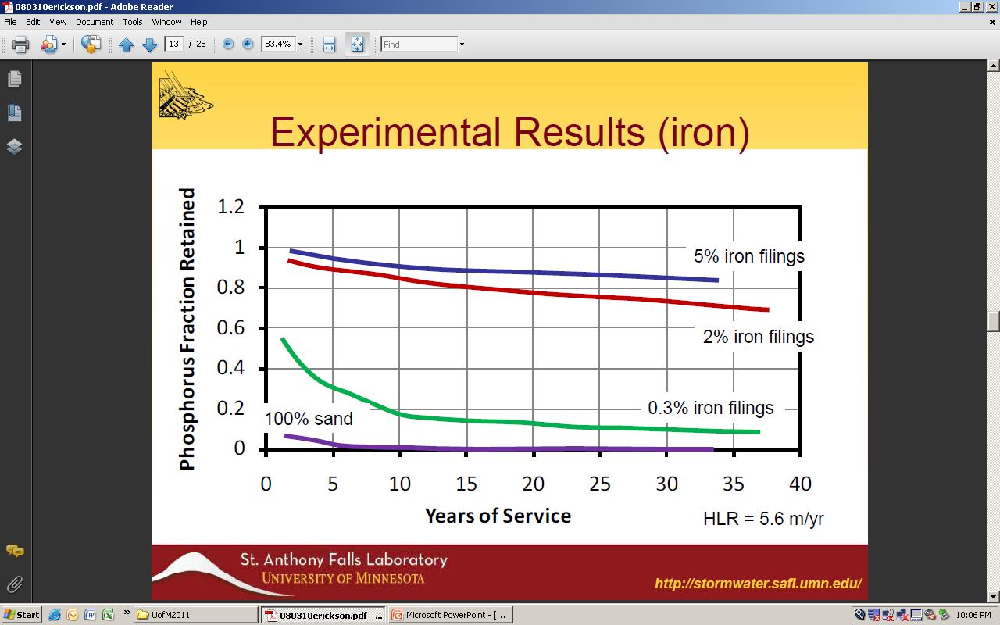 080310erickson.pdf - Adobe Reader
File Edit View Document Tools Window Help
13 / 25 83.4% Find
Experimental Results (iron)
Phosphorus Fraction Retained
1.2
1
0.8
0.6
0.4
0.2
0
5% iron filings
2% iron filings
0.3% iron filings
100% sand
0 5 10 15 20 25 30 35 40
Years of Service
HLR = 5.6 m/yr
St. Anthony Falls Laboratory
UNIVERSITY OF MINNESOTA
http://stormwater.safl.umn.edu/
Start UofM2011 080310erickson.pdf - ... Microsoft PowerPoint - [... 10:06 PM